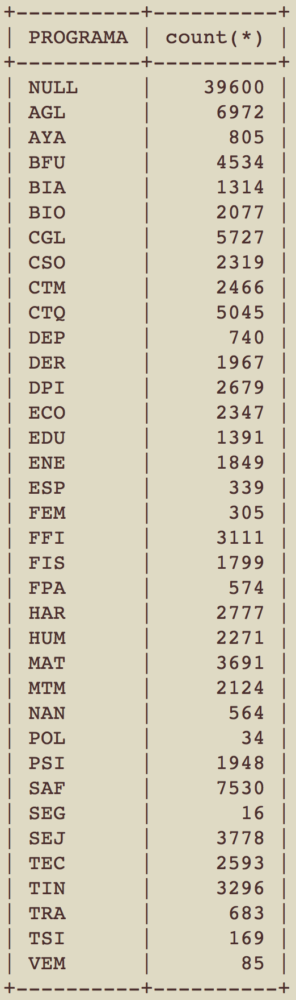 +----------+----------+
| PROGRAMA | count(*) |
+----------+----------+
| NULL     |    39600 |
| AGL      |     6972 |
| AYA      |      805 |
| BFU      |     4534 |
| BIA      |     1314 |
| BIO      |     2077 |
| CGL      |     5727 |
| CSO      |     2319 |
| CTM      |     2466 |
| CTQ      |     5045 |
| DEP      |      740 |
| DER      |     1967 |
| DPI      |     2679 |
| ECO      |     2347 |
| EDU      |     1391 |
| ENE      |     1849 |
| ESP      |      339 |
| FEM      |      305 |
| FFI      |     3111 |
| FIS      |     1799 |
| FPA      |      574 |
| HAR      |     2777 |
| HUM      |     2271 |
| MAT      |     3691 |
| MTM      |     2124 |
| NAN      |      564 |
| POL      |       34 |
| PSI      |     1948 |
| SAF      |     7530 |
| SEG      |       16 |
| SEJ      |     3778 |
| TEC      |     2593 |
| TIN      |     3296 |
| TRA      |      683 |
| TSI      |      169 |
| VEM      |       85 |
+----------+----------+